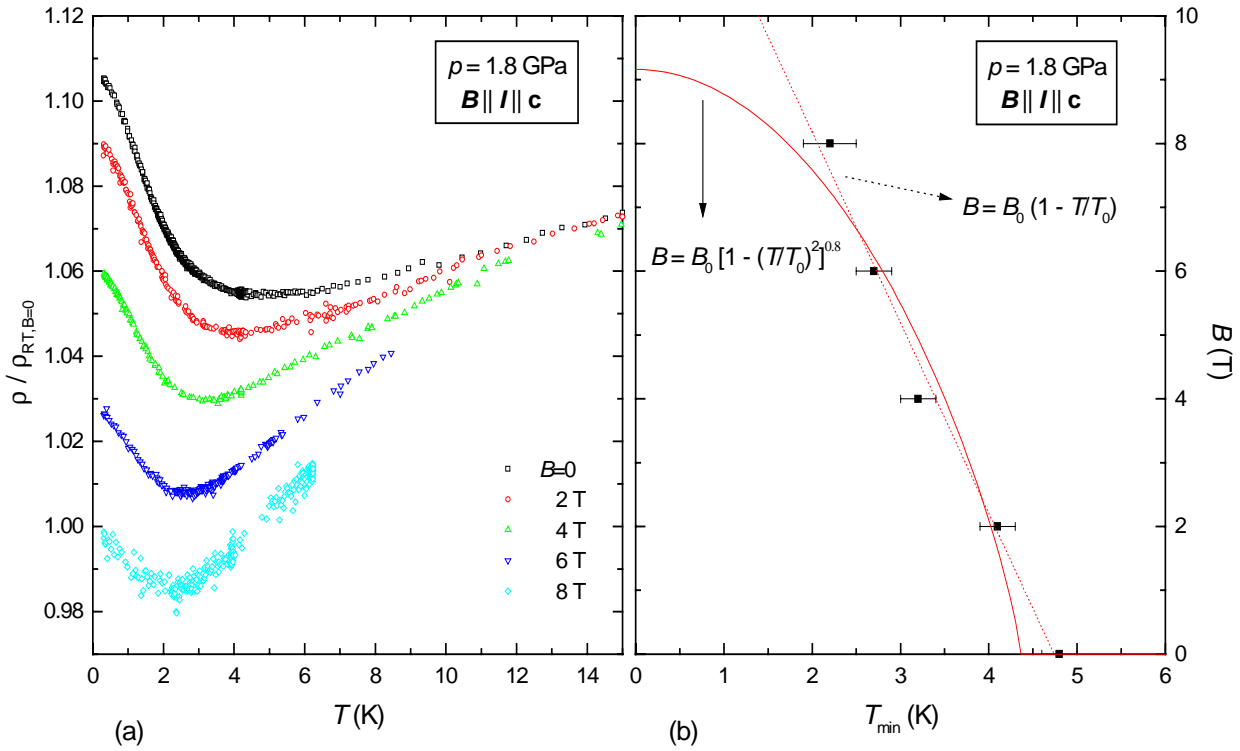 p = 1.8 GPa
B || I || c
1.12
1.10
1.08
1.06
1.04
1.02
1.00
0.98
ρ / ρRT,B=0
B=0
2 T
4 T
6 T
8 T
0 2 4 6 8 10 12 14
T (K)
(a)
p = 1.8 GPa
B || I || c
B = B0 (1 - T/T0)
B = B0 [1 - (T/T0)2]0.8
10
8
6
4
2
0
B (T)
0 1 2 3 4 5 6
Tmin (K)
(b)